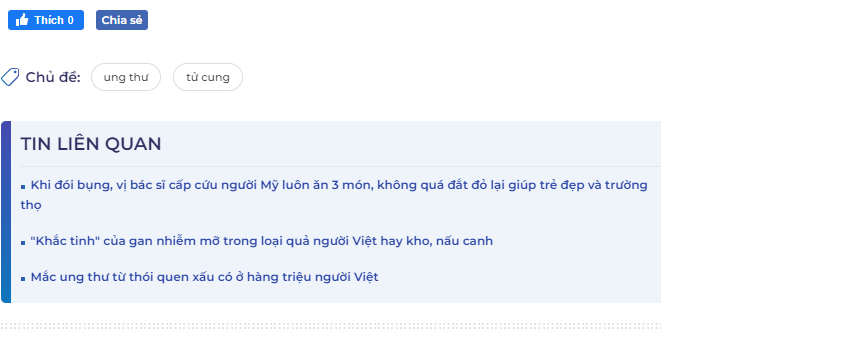 Thích 0 Chia sẻ
Chủ đề: ung thư tử cung
TIN LIÊN QUAN
Khi đói bụng, vị bác sĩ cấp cứu người Mỹ luôn ăn 3 món, không quá đắt đỏ lại giúp trẻ đẹp và trường
thọ
"Khắc tinh" của gan nhiễm mỡ trong loại quả người Việt hay kho, nấu canh
Mắc ung thư từ thói quen xấu có ở hàng triệu người Việt